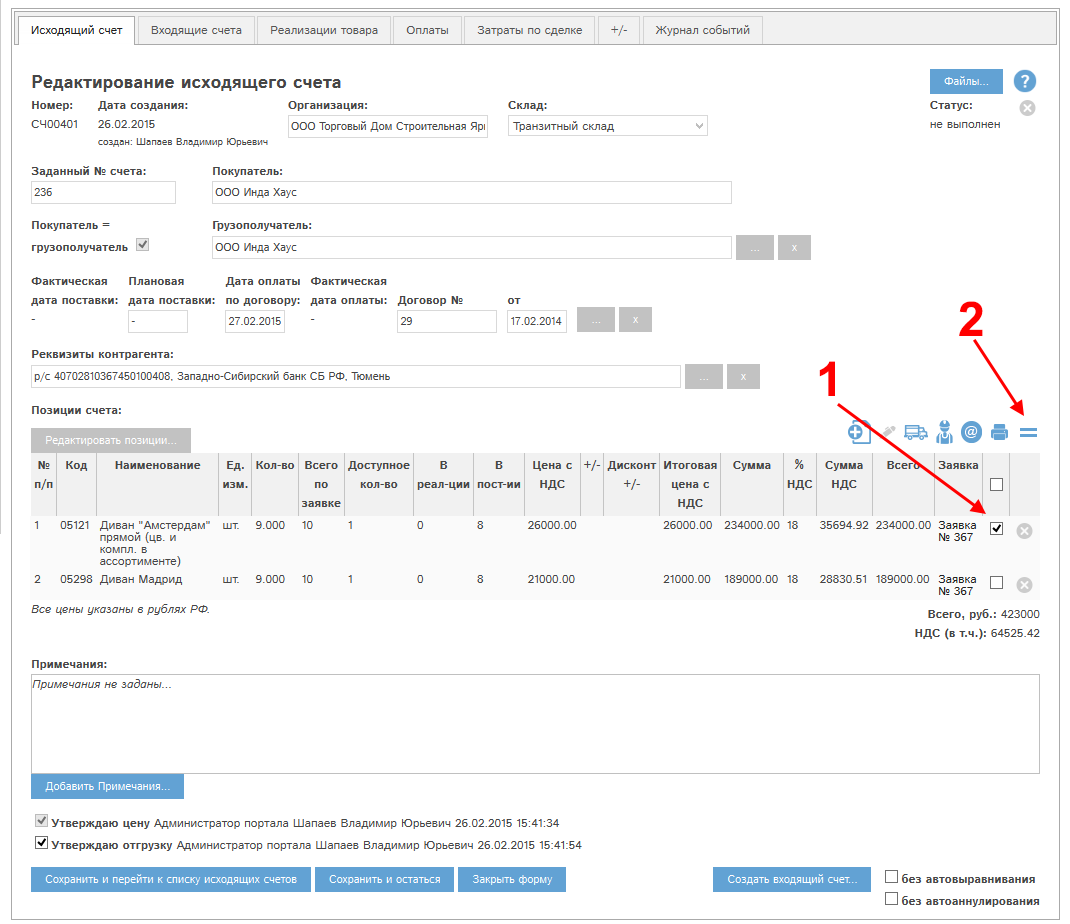 Исходящий счет Входящие счета Реализации товара Оплаты Затраты по сделке +/- Журнал событий
Редактирование исходящего счета Файлы... ?
Номер: Дата создания: Организация: Склад: Статус:
СЧ00401 26.02.2015 ООО Торговый Дом Строительная Яр Транзитный склад не выполнен
создан: Шапаев Владимир Юрьевич
Заданный № счета: Покупатель:
236 ООО Инда Хаус
Покупатель = Грузополучатель:
грузополучатель ООО Инда Хаус ... x
Фактическая Плановая Дата оплаты Фактическая
дата поставки: дата поставки: по договору: дата оплаты: Договор № от
- - 27.02.2015 - 29 17.02.2014 ... x
2
Реквизиты контрагента:
р/с 40702810367450100408, Западно-Сибирский банк СБ РФ, Тюмень ... x
1
Позиции счета:
Редактировать позиции... @
№ Код Наименование Ед. Кол-во Всего Доступное В В Цена с +/- Дисконт Итоговая Сумма % Сумма Всего Заявка
п/п изм. по кол-во реал-ции пост-ии НДС +/- цена с НДС НДС
заявке НДС
1 05121 Диван "Амстердам" шт. 9.000 10 1 0 8 26000.00 26000.00 234000.00 18 35694.92 234000.00 Заявка
прямой (цв. и № 367
компл. в
ассортименте)
2 05298 Диван Мадрид шт. 9.000 10 1 0 8 21000.00 21000.00 189000.00 18 28830.51 189000.00 Заявка
№ 367
Все цены указаны в рублях РФ.
Всего, руб.: 423000
НДС (в т.ч.): 64525.42
Примечания:
Примечания не заданы...
Добавить Примечания...
Утверждаю цену Администратор портала Шапаев Владимир Юрьевич 26.02.2015 15:41:34
Утверждаю отгрузку Администратор портала Шапаев Владимир Юрьевич 26.02.2015 15:41:54
Сохранить и перейти к списку исходящих счетов Сохранить и остаться Закрыть форму Создать входящий счет... без автовыравнивания
без автоаннулирования